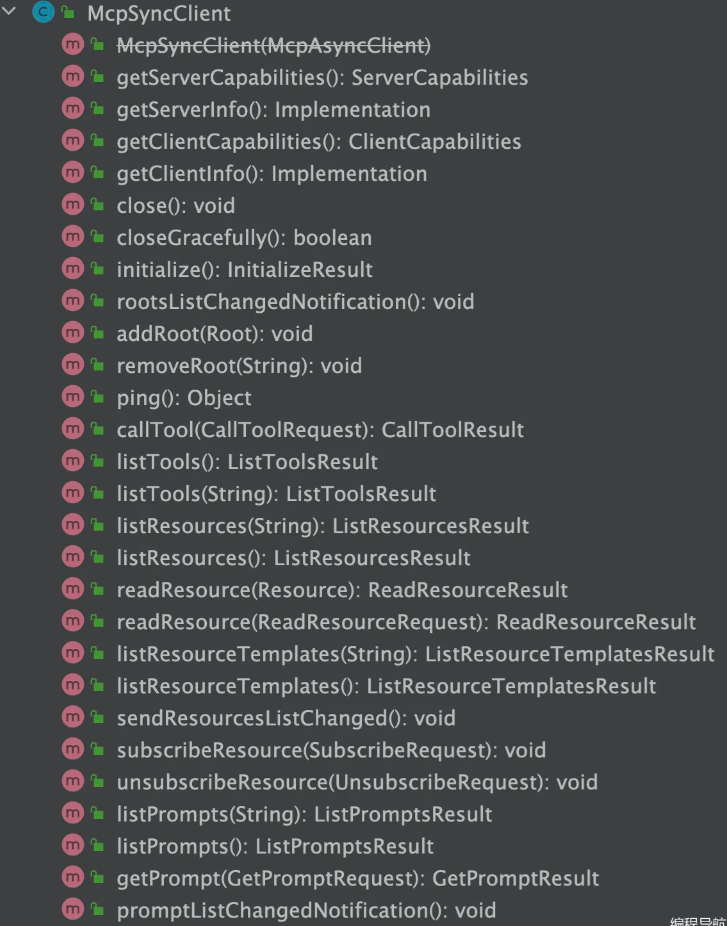 McpSyncClient
McpSyncClient(McpAsyncClient)
getServerCapabilities(): ServerCapabilities
getServerInfo(): Implementation
getClientCapabilities(): ClientCapabilities
getClientInfo(): Implementation
close(): void
closeGracefully(): boolean
initialize(): InitializeResult
rootsListChangedNotification(): void
addRoot(Root): void
removeRoot(String): void
ping(): Object
callTool(CallToolRequest): CallToolResult
listTools(): ListToolsResult
listTools(String): ListToolsResult
listResources(String): ListResourcesResult
listResources(): ListResourcesResult
readResource(Resource): ReadResourceResult
readResource(ReadResourceRequest): ReadResourceResult
listResourceTemplates(String): ListResourceTemplatesResult
listResourceTemplates(): ListResourceTemplatesResult
sendResourcesListChanged(): void
subscribeResource(SubscribeRequest): void
unsubscribeResource(UnsubscribeRequest): void
listPrompts(String): ListPromptsResult
listPrompts(): ListPromptsResult
getPrompt(GetPromptRequest): GetPromptResult
promptListChangedNotification(): void
编程导航